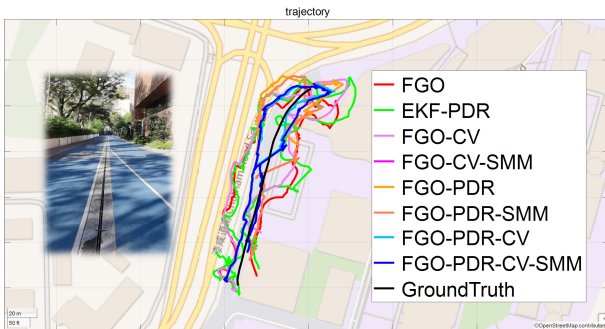 trajectory
FGO
EKF-PDR
FGO-CV
FGO-CV-SMM
FGO-PDR
FGO-PDR-SMM
FGO-PDR-CV
FGO-PDR-CV-SMM
GroundTruth
20 m
50 ft
©OpenStreetMap contributors